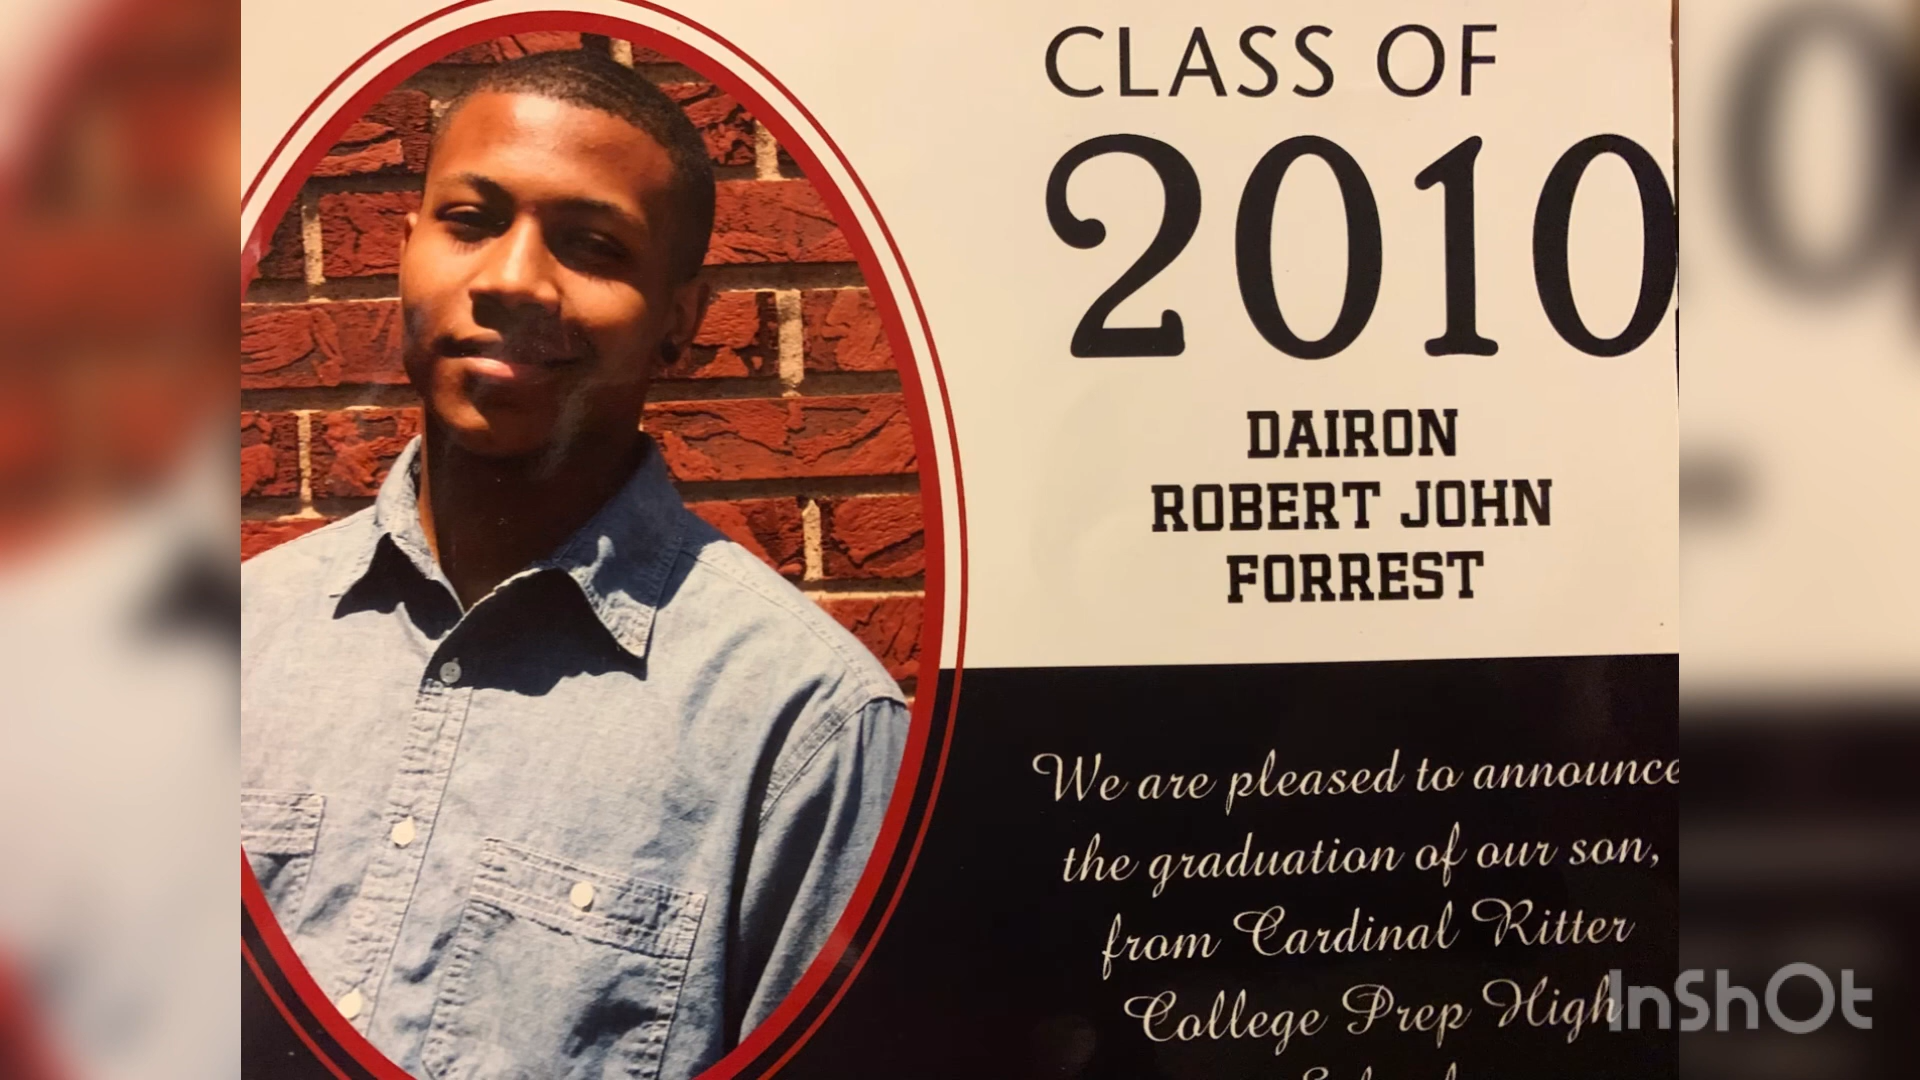 CLASS OF
2010
DAIRON
ROBERT JOHN
FORREST
We are pleased to announce
the graduation of our son,
from Cardinal Ritter
College Prep High
InShOt